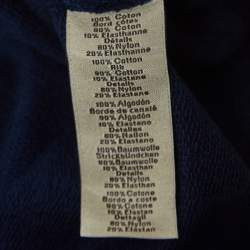 100% Coton
Bord côtes
90% Coton
10% Elasthanne
Détails
80% Nylon
20% Elasthanne
100% Cotton
Rib
90% Cotton
10% Elastane
Details
80% Nylon
20% Elastane
100% Algodón
Borde de canalé
90% Algodón
10% Elastano
Detalles
80% Nailon
20% Elastano
100% Baumwolle
Strickbündchen
90% Baumwolle
10% Elasthan
Details
80% Nylon
20% Elasthan
100% Cotone
Bordo a coste
90% Cotone
10% Elastan
Dettagli
80% Nylon
20% Elastan